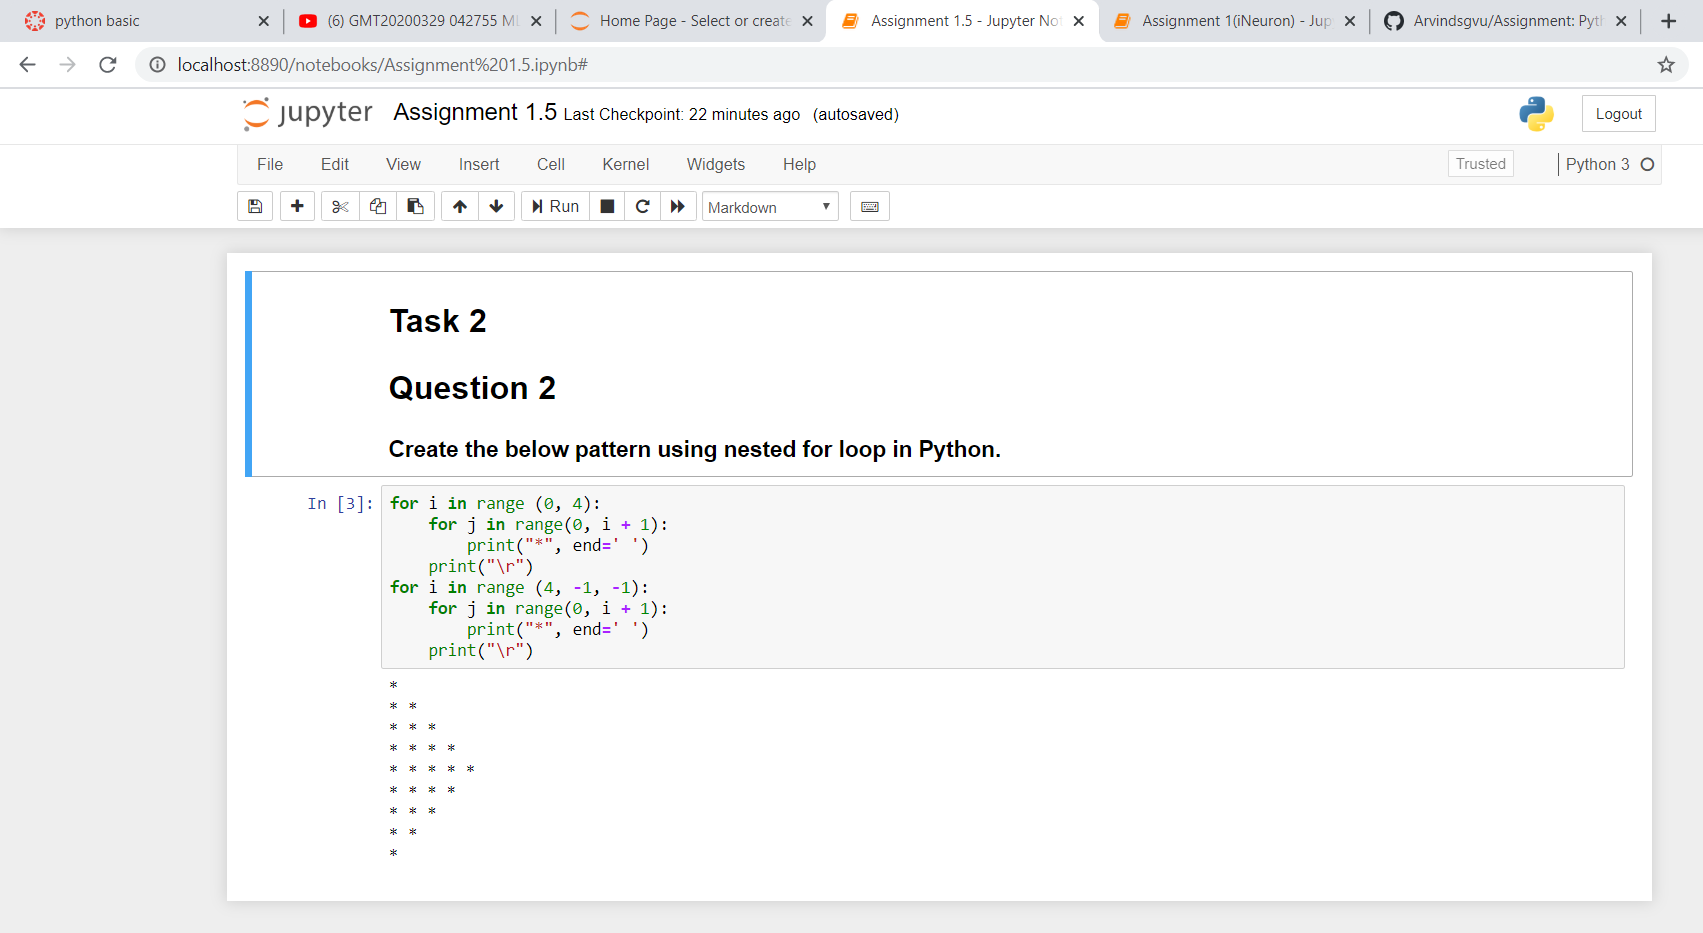 python basic
(6) GMT20200329 042755 ML
Home Page - Select or create
Assignment 1.5 - Jupyter Not
Assignment 1(iNeuron) - Jup
Arvindsgvu/Assignment: Pyth
localhost:8890/notebooks/Assignment%201.5.ipynb#
jupyter Assignment 1.5 Last Checkpoint: 22 minutes ago (autosaved)
Logout
File Edit View Insert Cell Kernel Widgets Help
Trusted
Python 3
Run
Markdown
Task 2
Question 2
Create the below pattern using nested for loop in Python.
In [3]:
for i in range (0, 4):
    for j in range(0, i + 1):
        print("*", end=' ')
    print("\r")
for i in range (4, -1, -1):
    for j in range(0, i + 1):
        print("*", end=' ')
    print("\r")
*
* *
* * *
* * * *
* * * * *
* * * *
* * *
* *
*